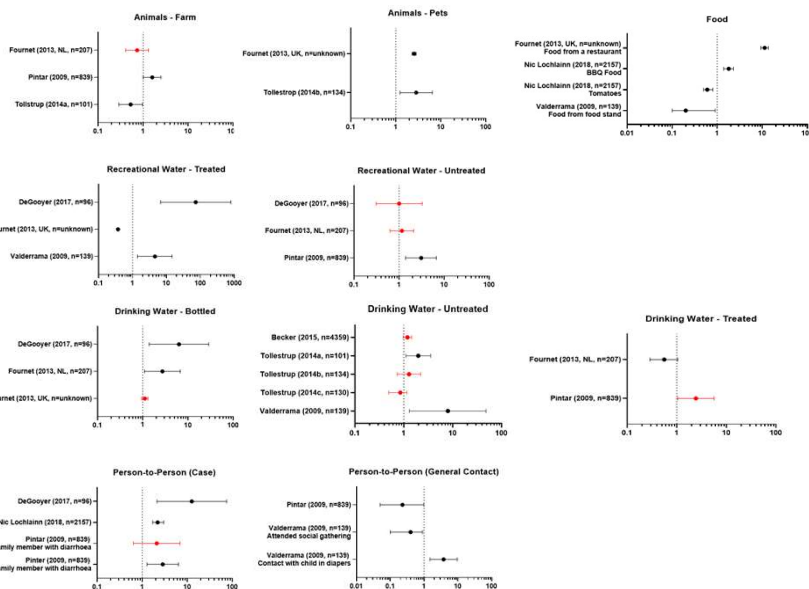 Animals - Farm
Fournet (2013, NL, n=207)
Pintar (2009, n=839)
Tollstrup (2014a, n=101)
0.1 1 10 100
Animals - Pets
Fournet (2013, UK, n=unknown)
Tollestrop (2014b, n=134)
0.1 1 10 100
Food
Fournet (2013, UK, n=unknown)
Food from a restaurant
Nic Lochlainn (2018, n=2157)
BBQ Food
Nic Lochlainn (2018, n=2157)
Tomatoes
Valderrama (2009, n=139)
Food from food stand
0.01 0.1 1 10 100
Recreational Water - Treated
DeGooyer (2017, n=96)
urnet (2013, UK, n=unknown)
Valderrama (2009, n=139)
0.1 1 10 100 1000
Recreational Water - Untreated
DeGooyer (2017, n=96)
Fournet (2013, NL, n=207)
Pintar (2009, n=839)
0.1 1 10 100
Drinking Water - Bottled
DeGooyer (2017, n=96)
Fournet (2013, NL, n=207)
urnet (2013, UK, n=unknown)
0.1 1 10 100
Drinking Water - Untreated
Becker (2015, n=4359)
Tollestrup (2014a, n=101)
Tollestrup (2014b, n=134)
Tollestrup (2014c, n=130)
Valderrama (2009, n=139)
0.1 1 10 100
Drinking Water - Treated
Fournet (2013, NL, n=207)
Pintar (2009, n=839)
0.1 1 10 100
Person-to-Person (Case)
DeGooyer (2017, n=96)
Nic Lochlainn (2018, n=2157)
Pintar (2009, n=839)
amily member with diarrhoea
Pinter (2009, n=839)
amily member with diarrhoea
0.1 1 10 100
Person-to-Person (General Contact)
Pintar (2009, n=839)
Valderrama (2009, n=139)
Attended social gathering
Valderrama (2009, n=139)
Contact with child in diapers
0.01 0.1 1 10 100